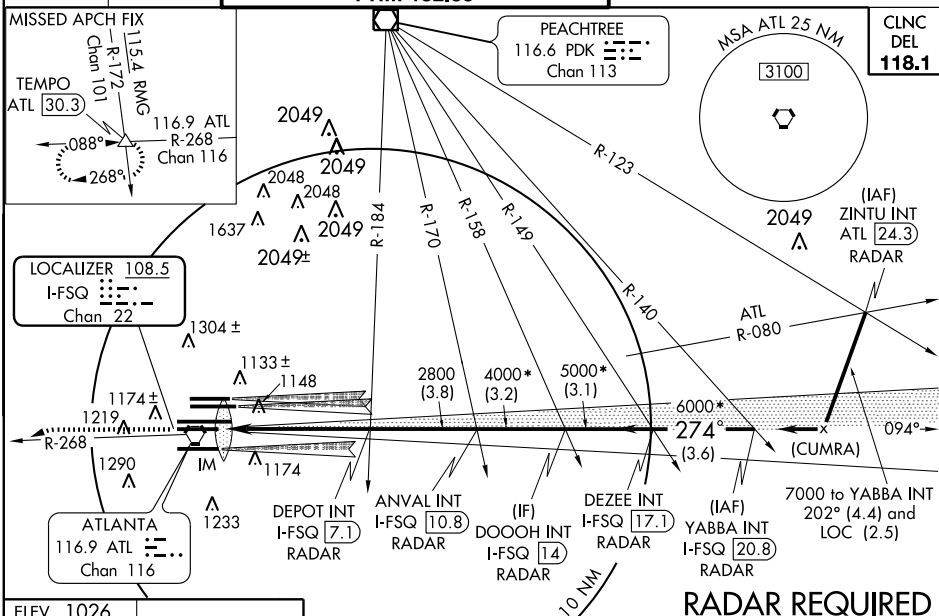 MISSED APCH FIX
115.4 RMG
R-172
Chan 101
TEMPO
ATL 30.3
116.9 ATL
R-268
Chan 116
088°
268°
PEACHTREE
116.6 PDK
Chan 113
MSA ATL 25 NM
3100
CLNC
DEL
118.1
2049
2049
2048
2048
1637
2049
2049±
R-184
R-170
R-158
R-149
R-140
R-123
2049
(IAF)
ZINTU INT
ATL 24.3
RADAR
LOCALIZER 108.5
I-FSQ
Chan 22
ATL
R-080
1304 ±
1133 ±
1148
1174 ±
1219
R-268
IM
1174
1290
1233
2800
(3.8)
4000*
(3.2)
5000*
(3.1)
6000*
274°
(3.6)
(CUMRA)
094°
ATLANTA
116.9 ATL
Chan 116
DEPOT INT
I-FSQ 7.1
RADAR
ANVAL INT
I-FSQ 10.8
RADAR
(IF)
DOOOH INT
I-FSQ 14
RADAR
DEZEE INT
I-FSQ 17.1
RADAR
(IAF)
YABBA INT
I-FSQ 20.8
RADAR
7000 to YABBA INT
202° (4.4) and
LOC (2.5)
10 NM
RADAR REQUIRED
ELEV 1026